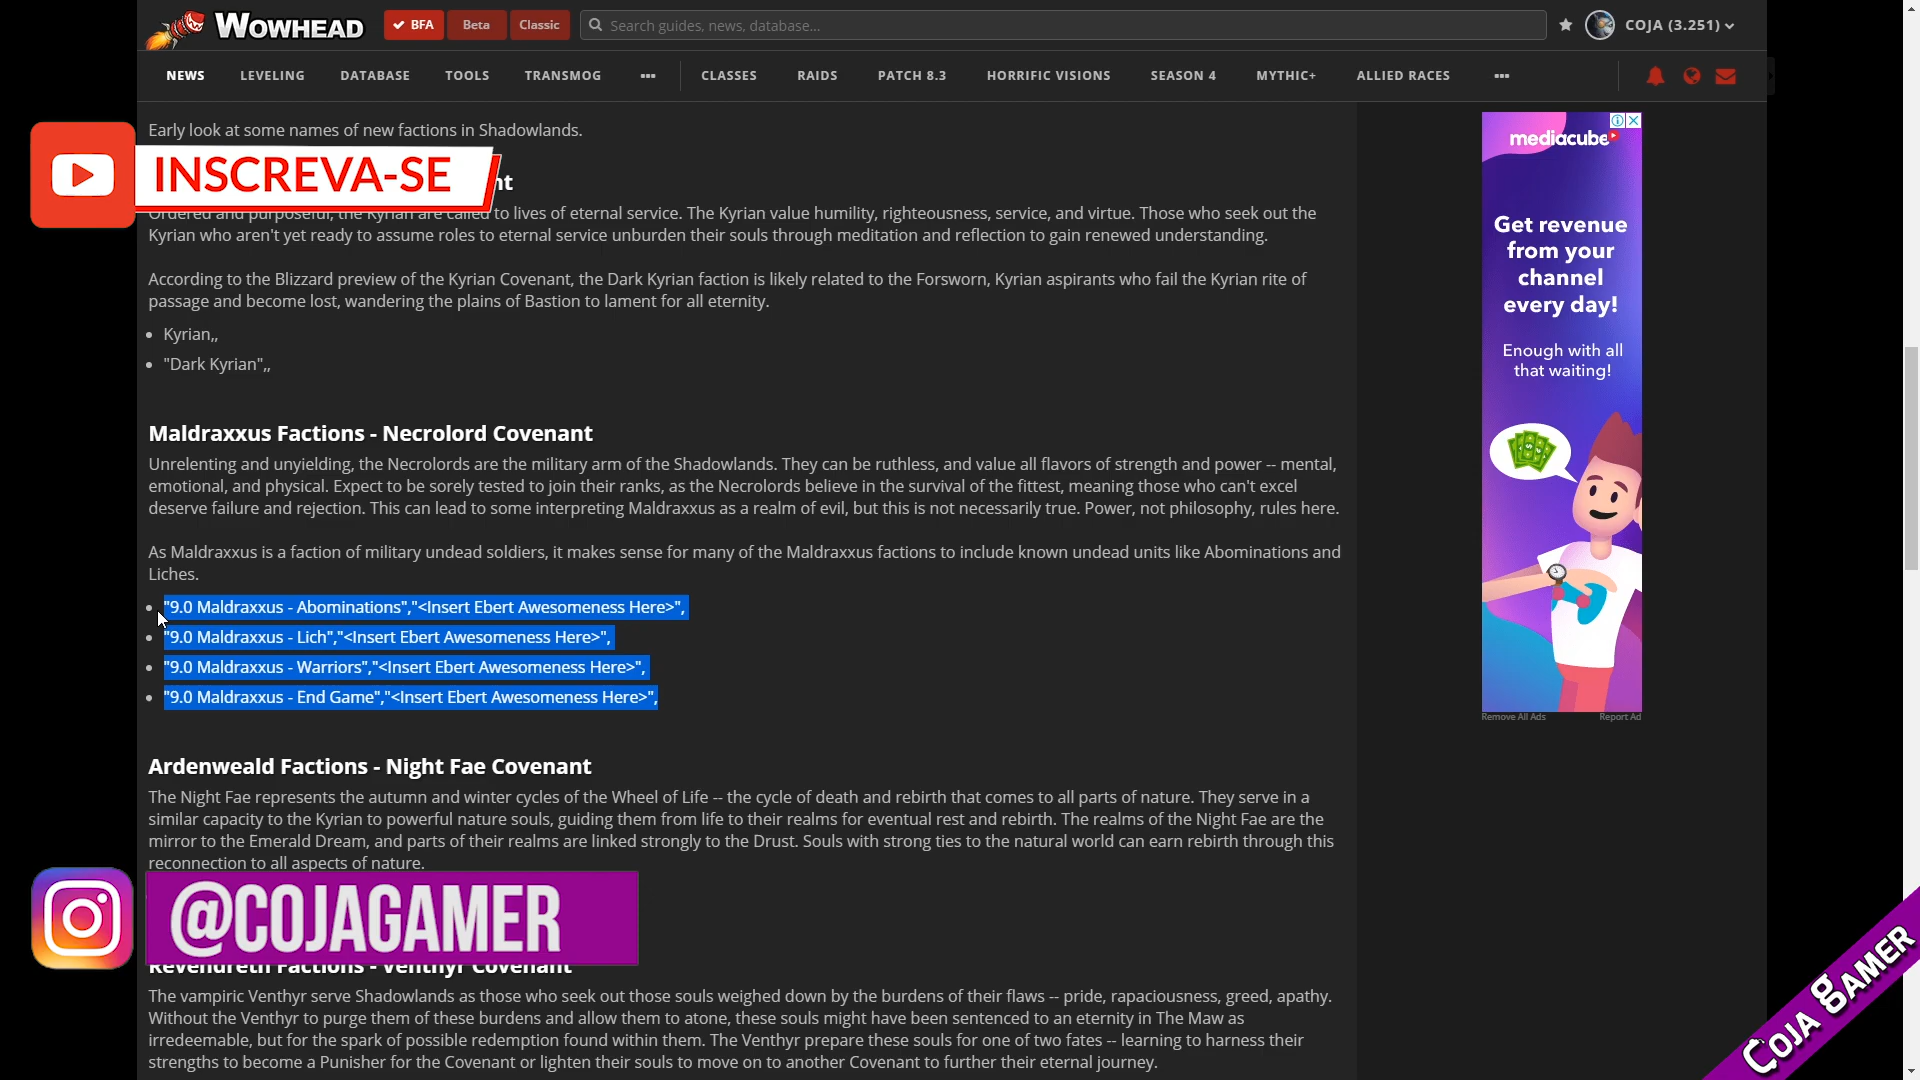 WOWHEAD
BFA
Beta
Classic
Search guides, news, database...
COJA (3.251)
NEWS
LEVELING
DATABASE
TOOLS
TRANSMOG
CLASSES
RAIDS
PATCH 8.3
HORRIFIC VISIONS
SEASON 4
MYTHIC+
ALLIED RACES
Early look at some names of new factions in Shadowlands.
INSCREVA-SE
Ordered and purposeful, the Kyrian are called to lives of eternal service. The Kyrian value humility, righteousness, service, and virtue. Those who seek out the
Kyrian who aren't yet ready to assume roles to eternal service unburden their souls through meditation and reflection to gain renewed understanding.
According to the Blizzard preview of the Kyrian Covenant, the Dark Kyrian faction is likely related to the Forsworn, Kyrian aspirants who fail the Kyrian rite of
passage and become lost, wandering the plains of Bastion to lament for all eternity.
• Kyrian,,
• "Dark Kyrian",,
Maldraxxus Factions - Necrolord Covenant
Unrelenting and unyielding, the Necrolords are the military arm of the Shadowlands. They can be ruthless, and value all flavors of strength and power -- mental,
emotional, and physical. Expect to be sorely tested to join their ranks, as the Necrolords believe in the survival of the fittest, meaning those who can't excel
deserve failure and rejection. This can lead to some interpreting Maldraxxus as a realm of evil, but this is not necessarily true. Power, not philosophy, rules here.
As Maldraxxus is a faction of military undead soldiers, it makes sense for many of the Maldraxxus factions to include known undead units like Abominations and
Liches.
• "9.0 Maldraxxus - Abominations","<Insert Ebert Awesomeness Here>",
• "9.0 Maldraxxus - Lich","<Insert Ebert Awesomeness Here>",
• "9.0 Maldraxxus - Warriors","<Insert Ebert Awesomeness Here>",
• "9.0 Maldraxxus - End Game","<Insert Ebert Awesomeness Here>",
Ardenweald Factions - Night Fae Covenant
The Night Fae represents the autumn and winter cycles of the Wheel of Life -- the cycle of death and rebirth that comes to all parts of nature. They serve in a
similar capacity to the Kyrian to powerful nature souls, guiding them from life to their realms for eventual rest and rebirth. The realms of the Night Fae are the
mirror to the Emerald Dream, and parts of their realms are linked strongly to the Drust. Souls with strong ties to the natural world can earn rebirth through this
reconnection to all aspects of nature.
@COJAGAMER
Revendreth Factions - Venthyr Covenant
The vampiric Venthyr serve Shadowlands as those who seek out those souls weighed down by the burdens of their flaws -- pride, rapaciousness, greed, apathy.
Without the Venthyr to purge them of these burdens and allow them to atone, these souls might have been sentenced to an eternity in The Maw as
irredeemable, but for the spark of possible redemption found within them. The Venthyr prepare these souls for one of two fates -- learning to harness their
strengths to become a Punisher for the Covenant or lighten their souls to move on to another Covenant to further their eternal journey.
mediacube
Get revenue
from your
channel
every day!
Enough with all
that waiting!
Remove All Ads
Report Ad
COJA GAMER